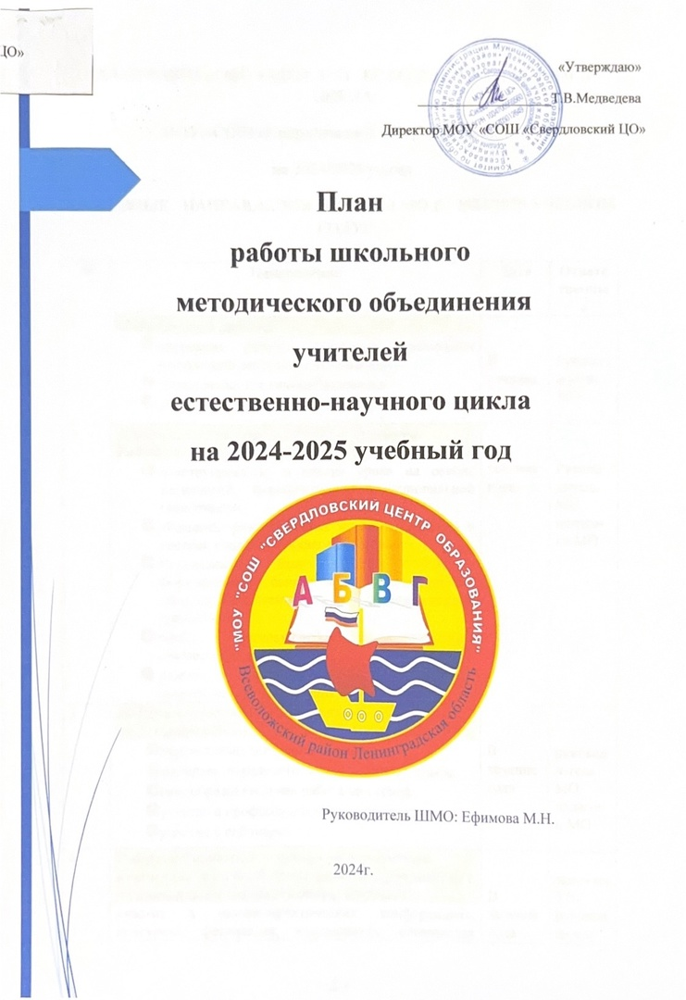 ЦО»
«Утверждаю»
Т.В.Медведева
Директор МОУ «СОШ «Свердловский ЦО»
План
работы школьного
методического объединения
учителей
естественно-научного цикла
на 2024-2025 учебный год
"МОУ "СОШ "СВЕРДЛОВСКИЙ ЦЕНТР ОБРАЗОВАНИЯ"
А Б В Г
Всеволожский район Ленинградская область
Руководитель ШМО: Ефимова М.Н.
2024г.